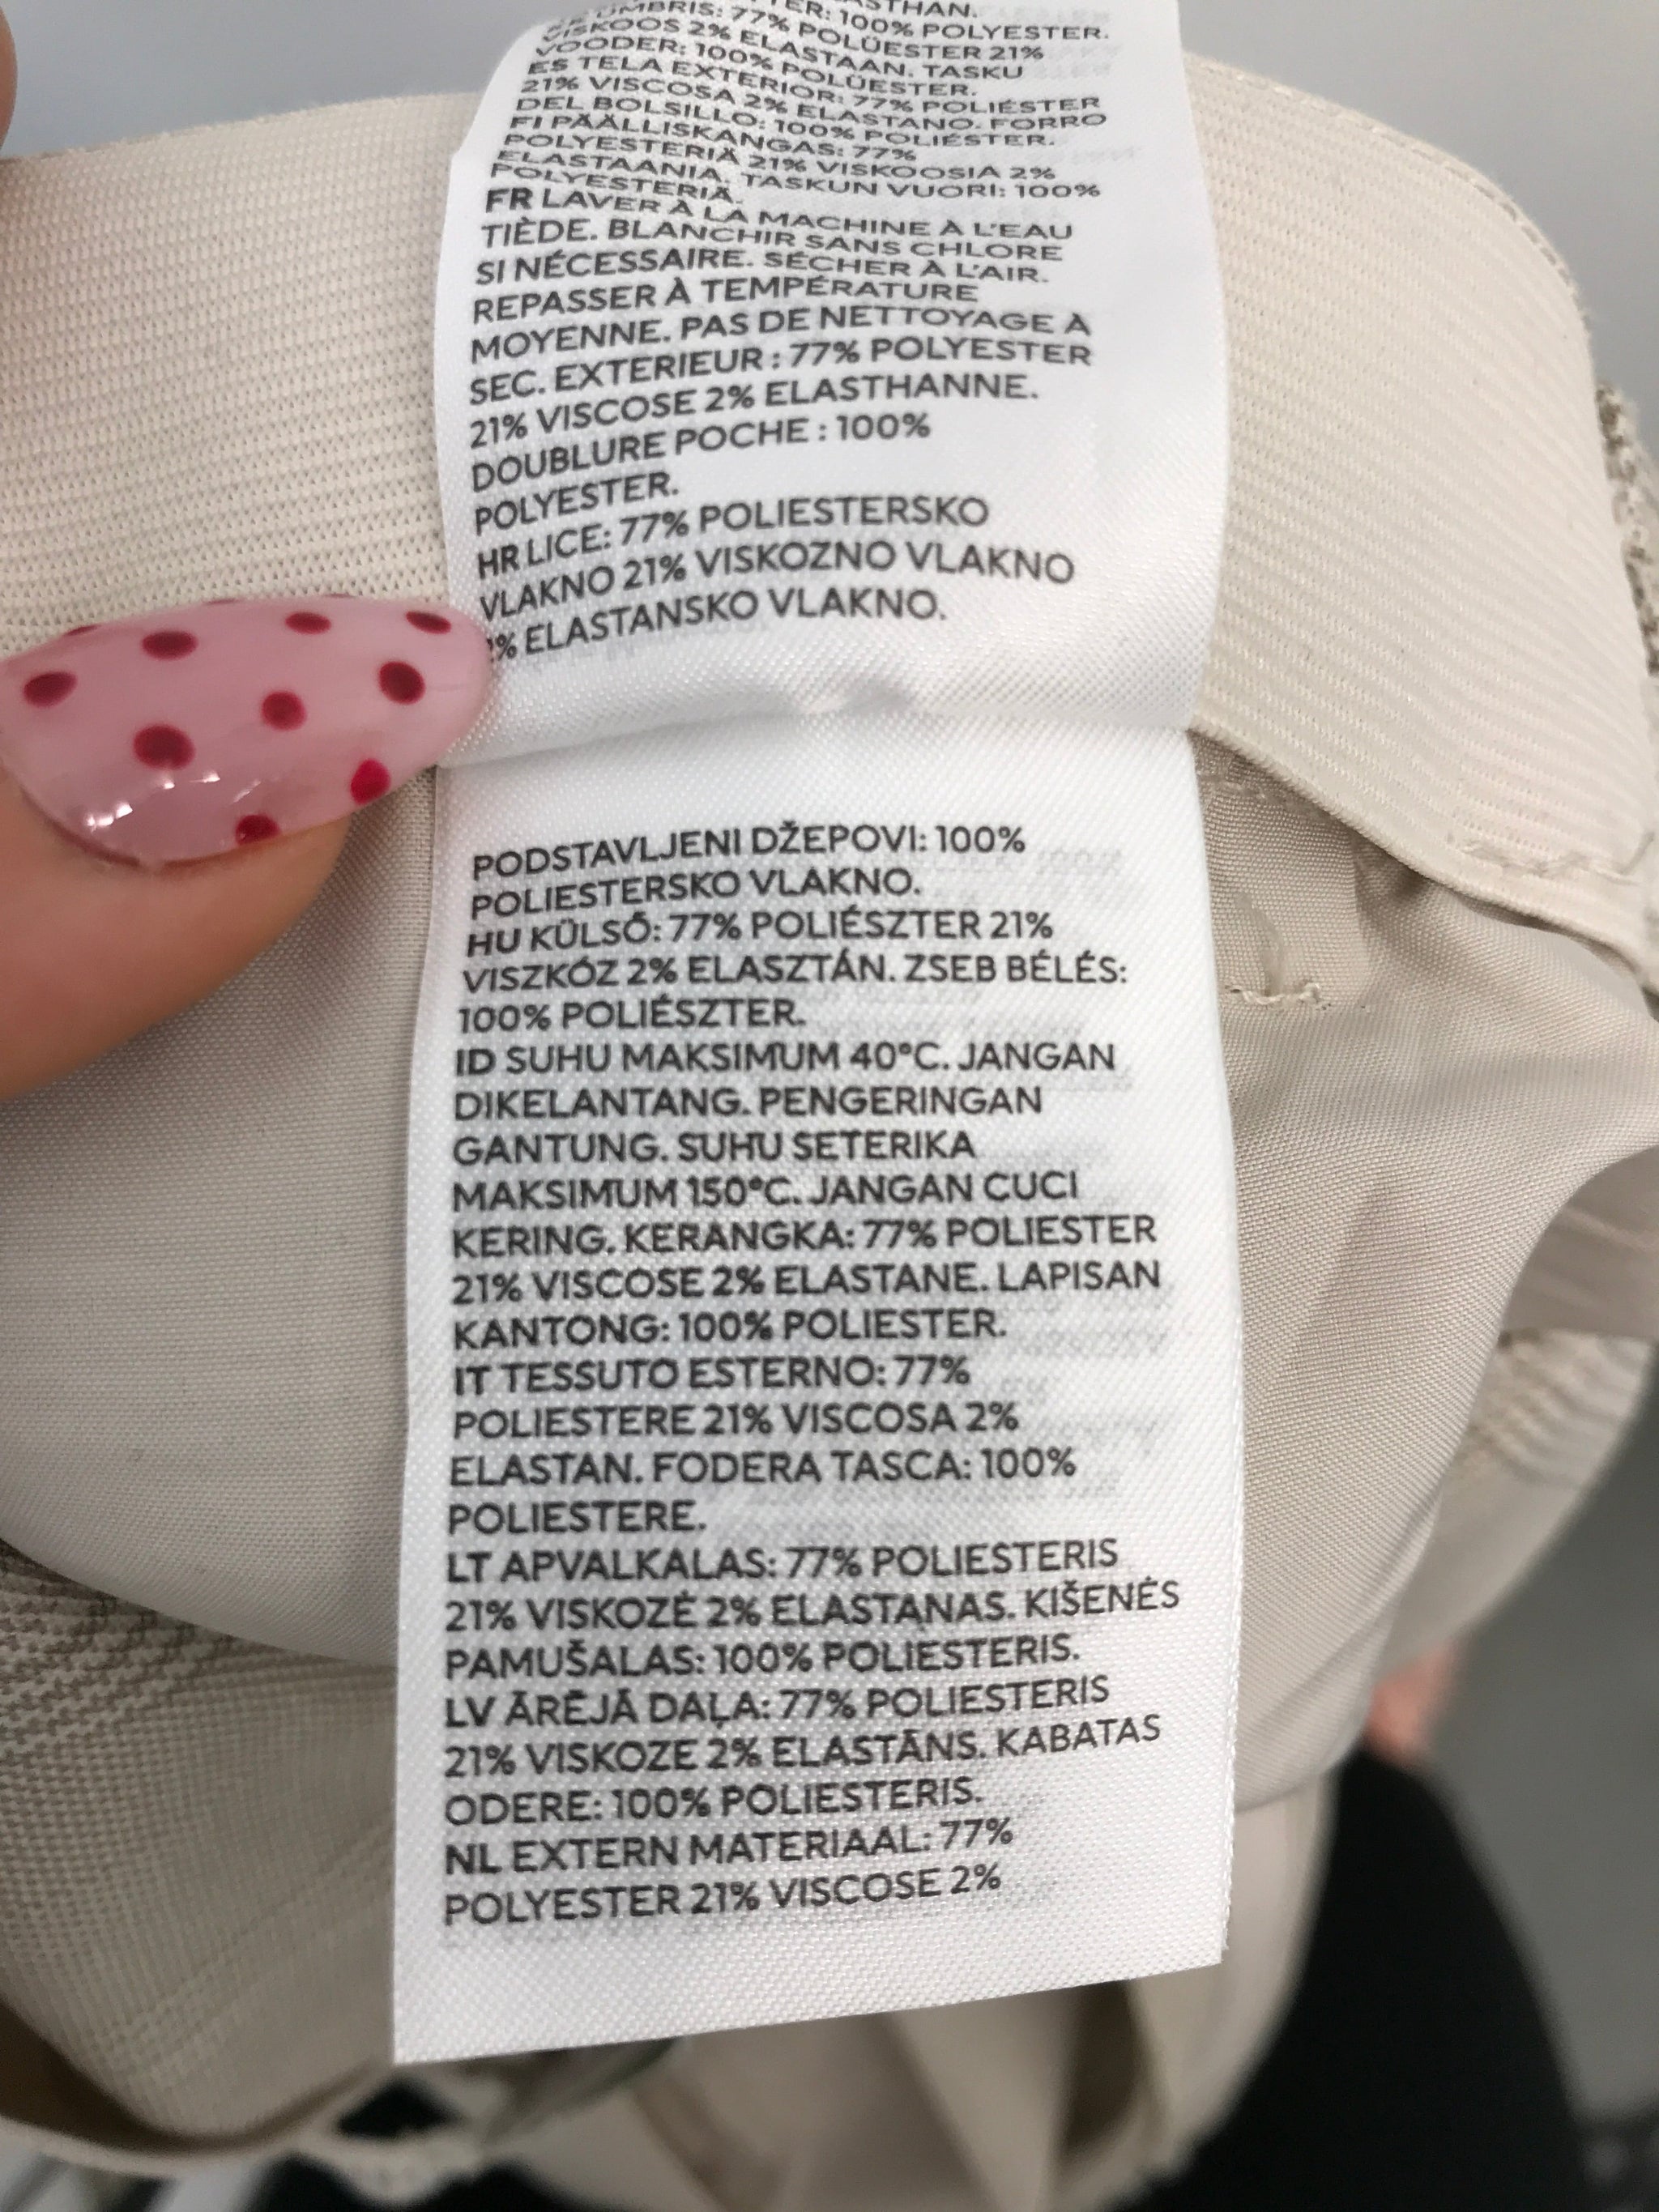 ER: 100% POLYESTER.
ÜMBRIS: 77% POLÜESTER 21%
VISKOOS 2% ELASTAAN. TASKU
VOODER: 100% POLÜESTER.
ES TELA EXTERIOR: 77% POLIÉSTER
21% VISCOSA 2% ELASTANO. FORRO
DEL BOLSILLO: 100% POLIÉSTER.
FI PÄÄLLISKANGAS: 77%
POLYESTERIÄ 21% VISKOOSIA 2%
ELASTAANIA. TASKUN VUORI: 100%
POLYESTERIÄ.
FR LAVER À LA MACHINE À L'EAU
TIÈDE. BLANCHIR SANS CHLORE
SI NÉCESSAIRE. SÉCHER À L'AIR.
REPASSER À TEMPÉRATURE
MOYENNE. PAS DE NETTOYAGE À
SEC. EXTERIEUR : 77% POLYESTER
21% VISCOSE 2% ELASTHANNE.
DOUBLURE POCHE : 100%
POLYESTER.
HR LICE: 77% POLIESTERSKO
VLAKNO 21% VISKOZNO VLAKNO
% ELASTANSKO VLAKNO.
PODSTAVLJENI DŽEPOVI: 100%
POLIESTERSKO VLAKNO.
HU KÜLSŐ: 77% POLIÉSZTER 21%
VISZKÓZ 2% ELASZTÁN. ZSEB BÉLÉS:
100% POLIÉSZTER.
ID SUHU MAKSIMUM 40°C. JANGAN
DIKELANTANG. PENGERINGAN
GANTUNG. SUHU SETERIKA
MAKSIMUM 150°C. JANGAN CUCI
KERING. KERANGKA: 77% POLIESTER
21% VISCOSE 2% ELASTANE. LAPISAN
KANTONG: 100% POLIESTER.
IT TESSUTO ESTERNO: 77%
POLIESTERE 21% VISCOSA 2%
ELASTAN. FODERA TASCA: 100%
POLIESTERE.
LT APVALKALAS: 77% POLIESTERIS
21% VISKOZĖ 2% ELASTANAS. KIŠENĖS
PAMUŠALAS: 100% POLIESTERIS.
LV ĀRĒJĀ DAĻA: 77% POLIESTERIS
21% VISKOZE 2% ELASTĀNS. KABATAS
ODERE: 100% POLIESTERIS.
NL EXTERN MATERIAAL: 77%
POLYESTER 21% VISCOSE 2%